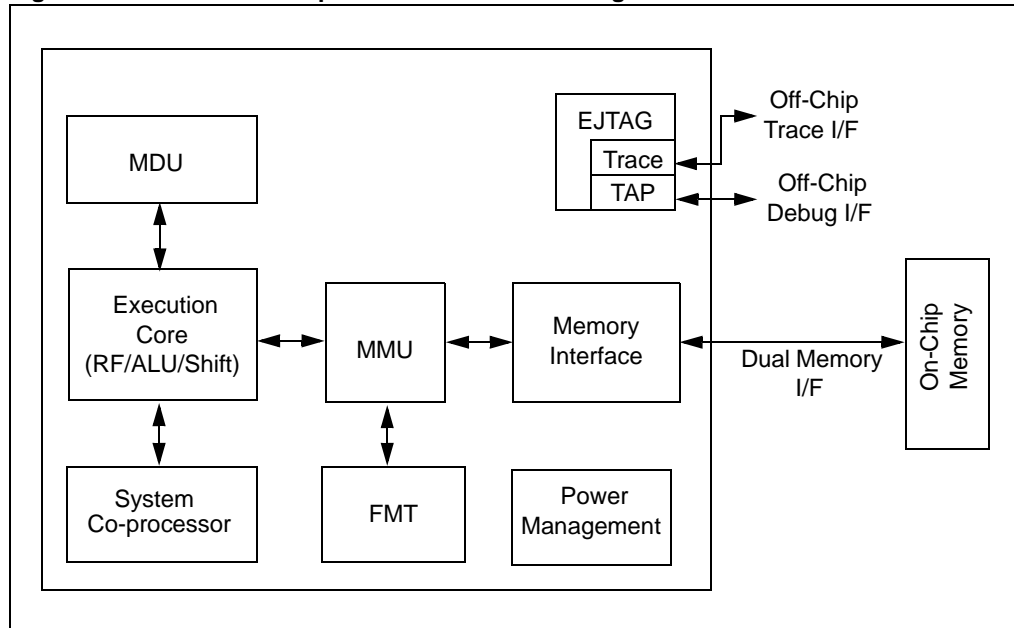 MDU
EJTAG
Trace
TAP
Off-Chip
Trace I/F
Off-Chip
Debug I/F
Execution
Core
(RF/ALU/Shift)
MMU
Memory
Interface
Dual Memory
I/F
On-Chip
Memory
System
Co-processor
FMT
Power
Management